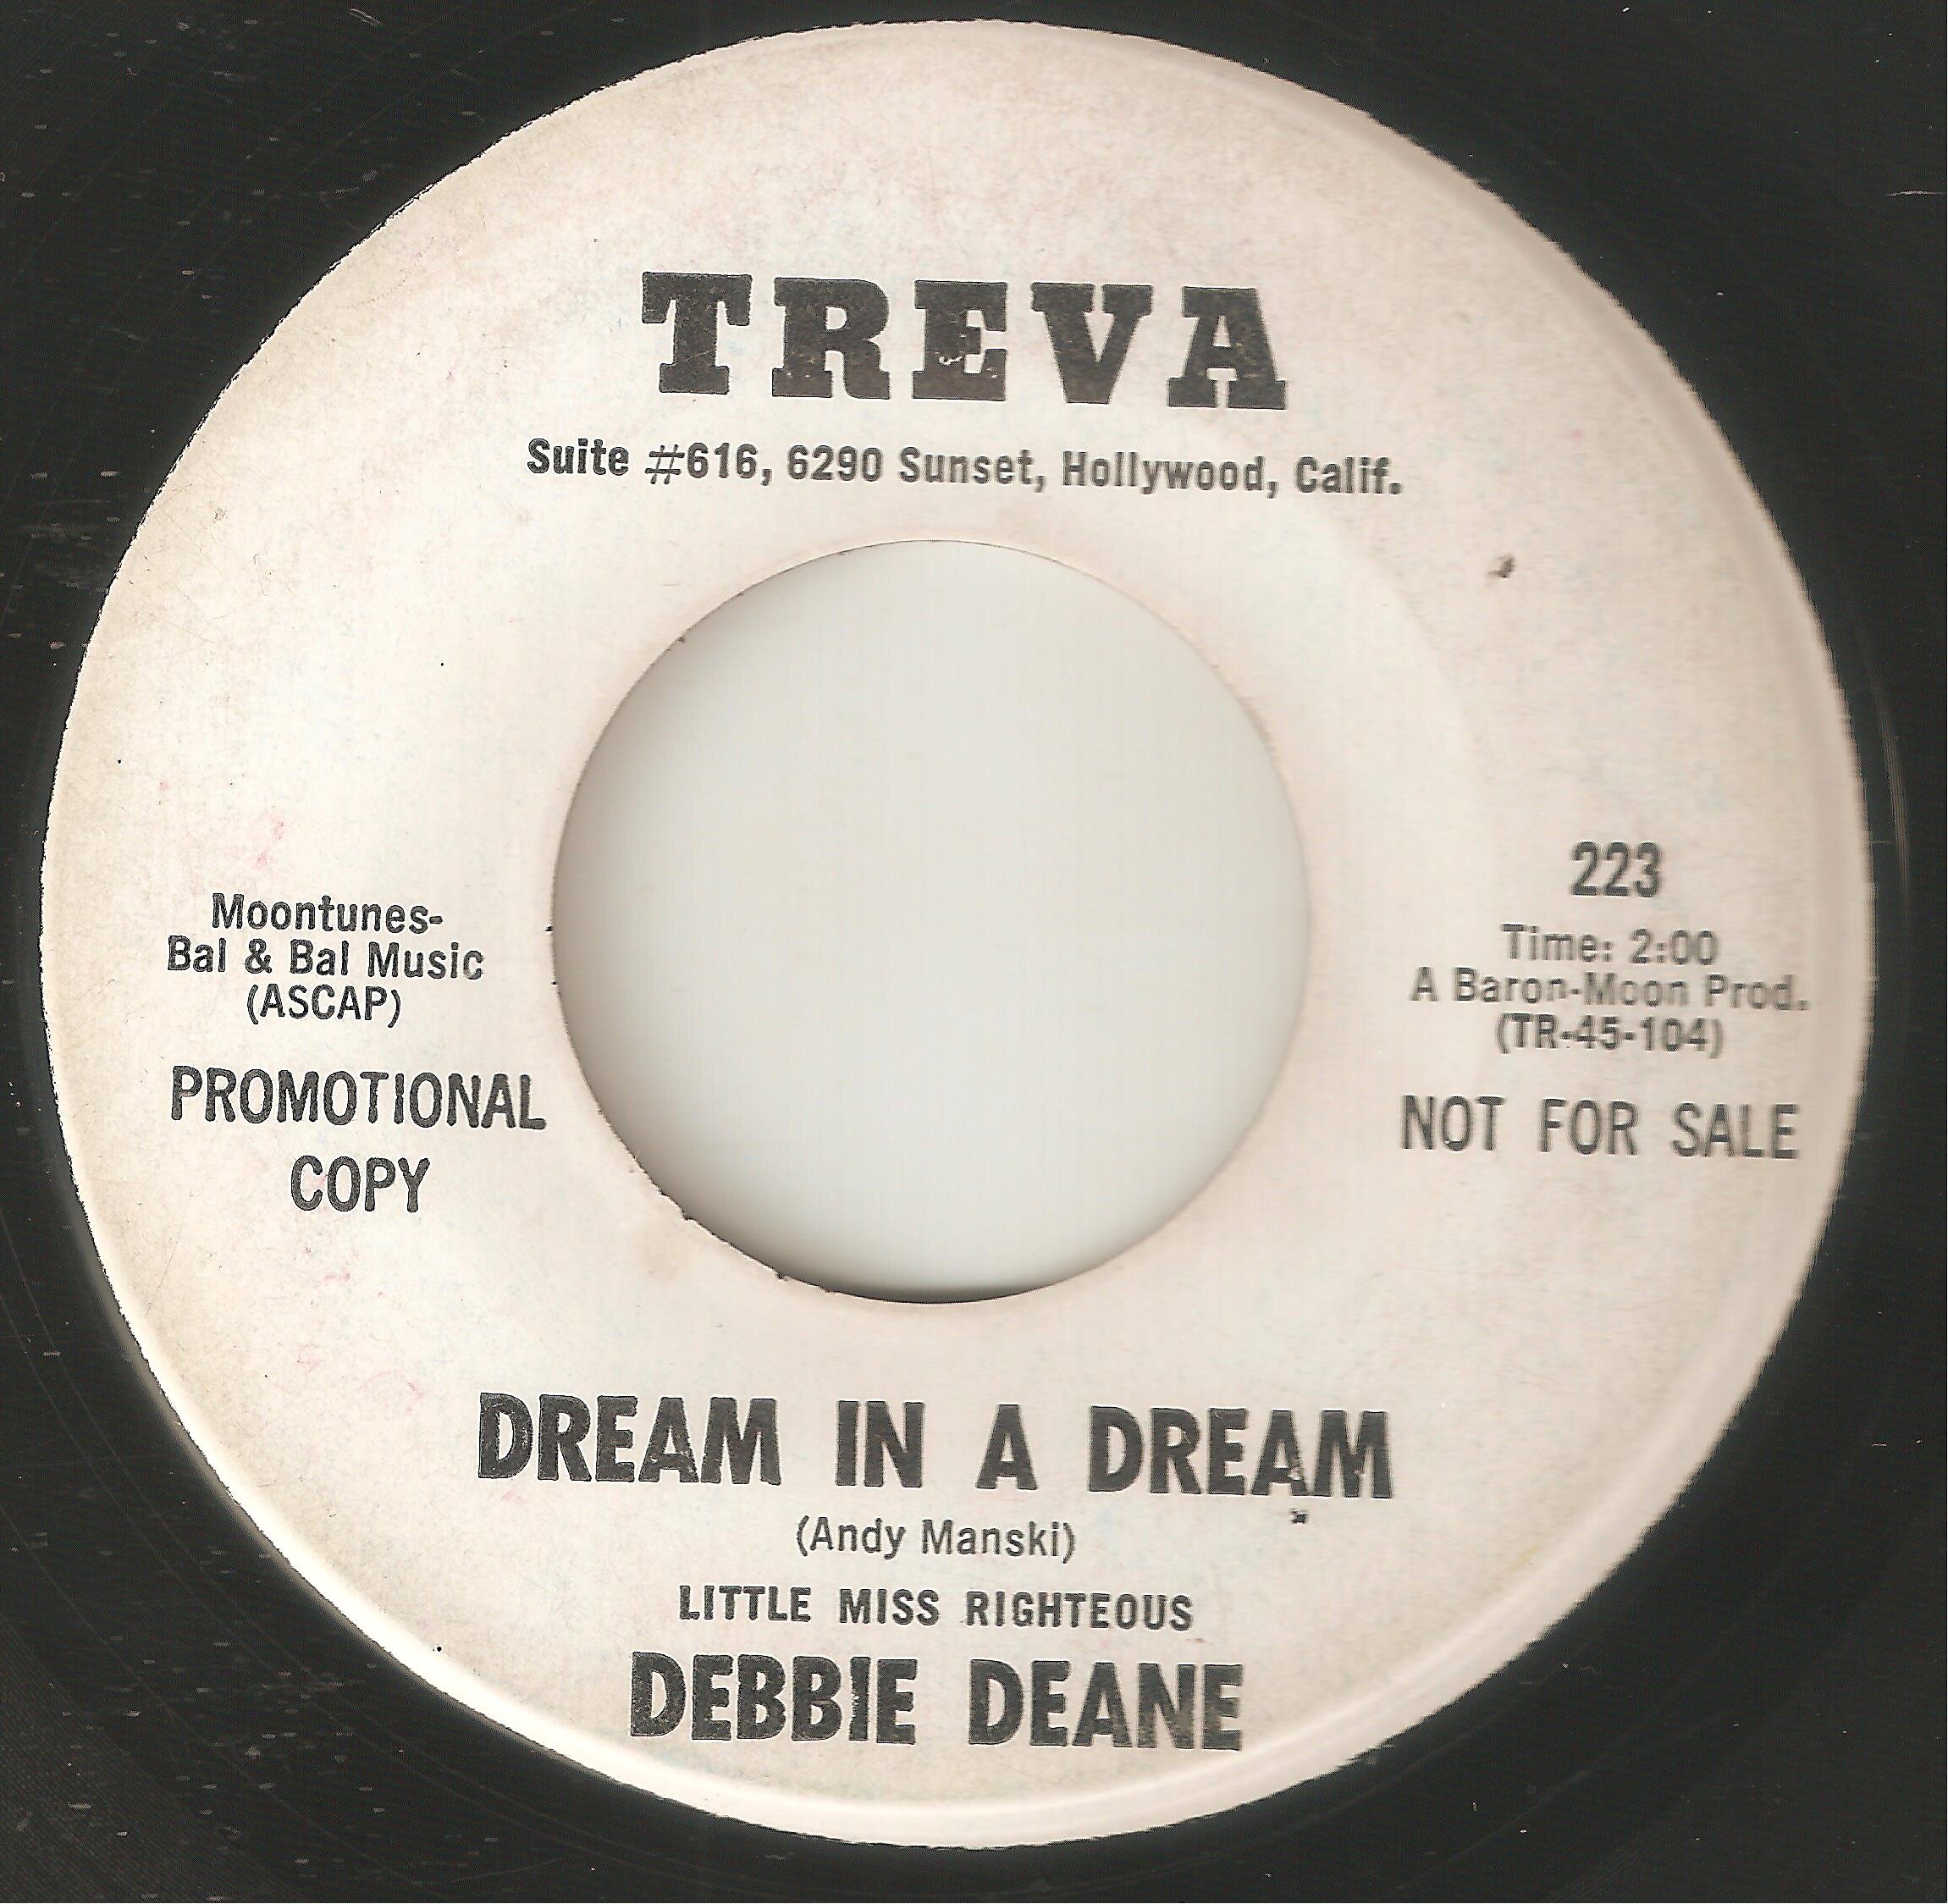 TREVA
Suite #616, 6290 Sunset, Hollywood, Calif.
Moontunes-
Bal & Bal Music
(ASCAP)
PROMOTIONAL
COPY
223
Time: 2:00
A Baron-Moon Prod.
(TR-45-104)
NOT FOR SALE
DREAM IN A DREAM
(Andy Manski)
LITTLE MISS RIGHTEOUS
DEBBIE DEANE